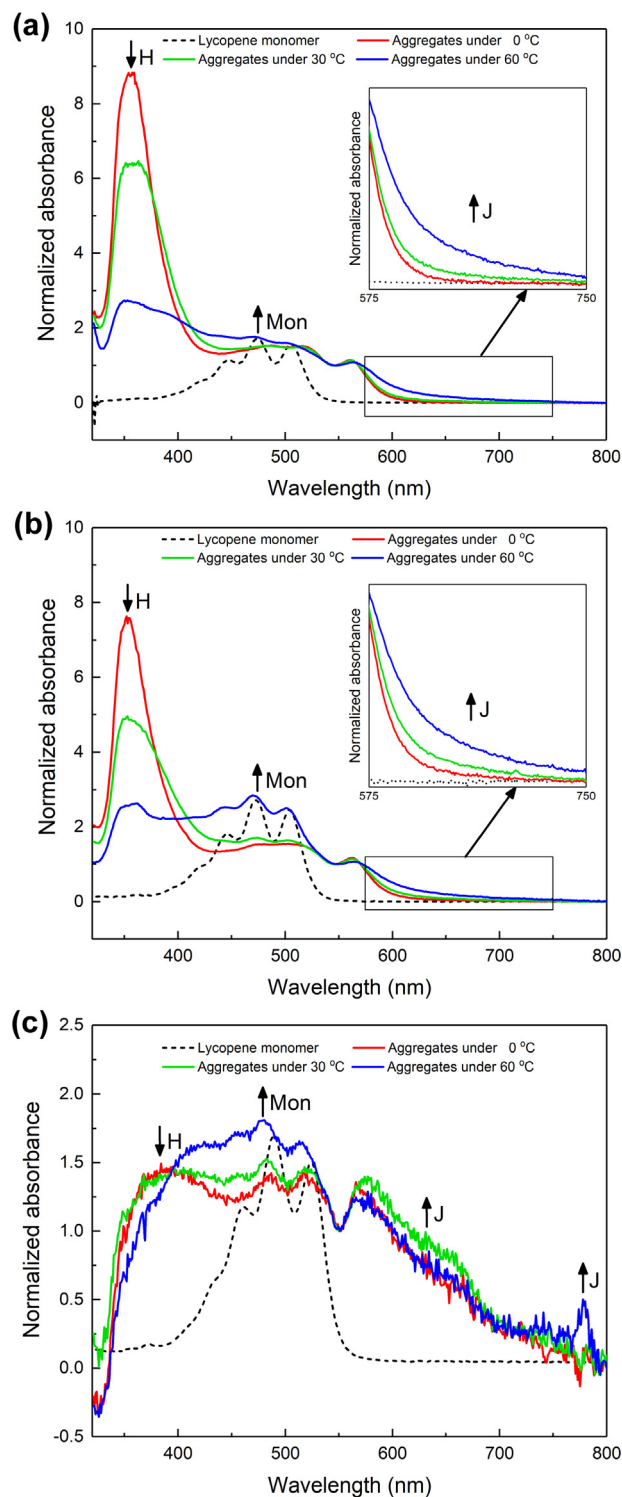 (a)
10
8
6
4
2
0
Normalized absorbance
Lycopene monomer
Aggregates under 0 °C
Aggregates under 30 °C
Aggregates under 60 °C
H
Mon
Normalized absorbance
J
575
750
400
500
600
700
800
Wavelength (nm)
(b)
10
8
6
4
2
0
Normalized absorbance
Lycopene monomer
Aggregates under 0 °C
Aggregates under 30 °C
Aggregates under 60 °C
H
Mon
Normalized absorbance
J
575
750
400
500
600
700
800
Wavelength (nm)
(c)
2.5
2.0
1.5
1.0
0.5
0.0
-0.5
Normalized absorbance
Lycopene monomer
Aggregates under 0 °C
Aggregates under 30 °C
Aggregates under 60 °C
H
Mon
J
J
400
500
600
700
800
Wavelength (nm)